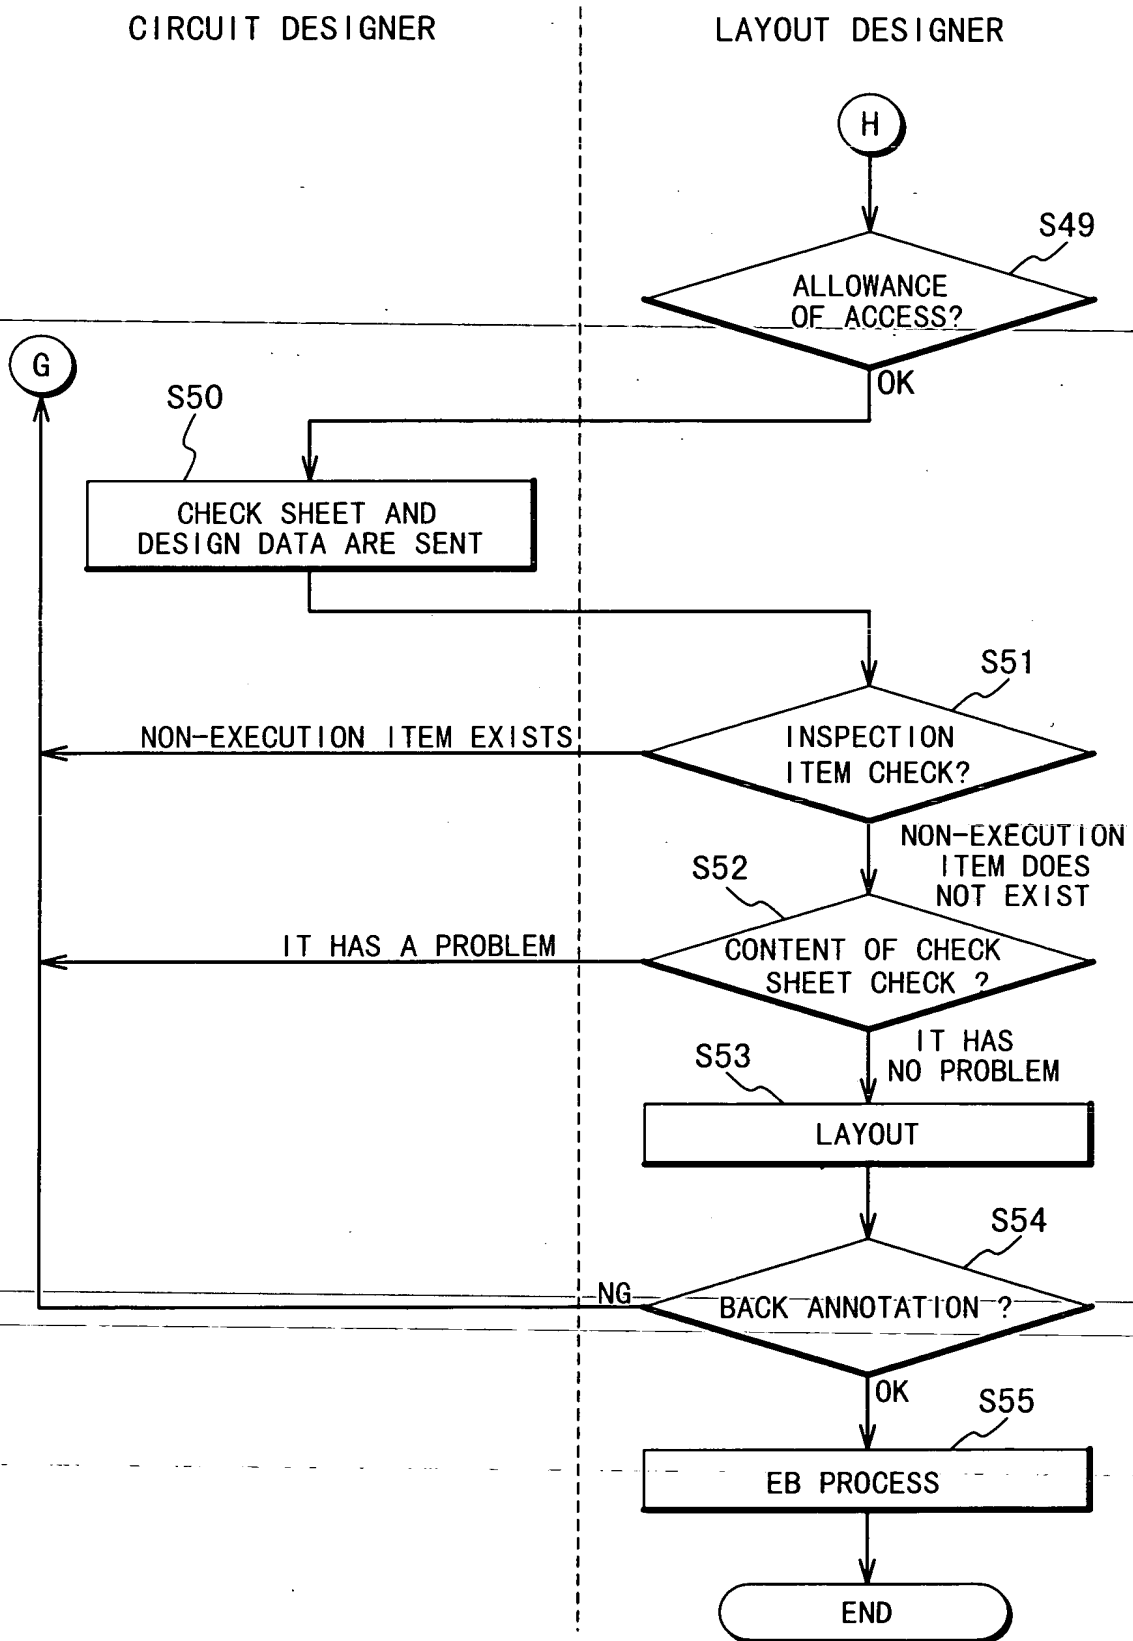 CIRCUIT DESIGNER
LAYOUT DESIGNER
H
S49
ALLOWANCE
OF ACCESS?
OK
G
S50
CHECK SHEET AND
DESIGN DATA ARE SENT
S51
INSPECTION
ITEM CHECK?
NON-EXECUTION ITEM EXISTS
NON-EXECUTION
ITEM DOES
NOT EXIST
S52
CONTENT OF CHECK
SHEET CHECK ?
IT HAS A PROBLEM
IT HAS
NO PROBLEM
S53
LAYOUT
S54
BACK ANNOTATION ?
NG
OK
S55
EB PROCESS
END